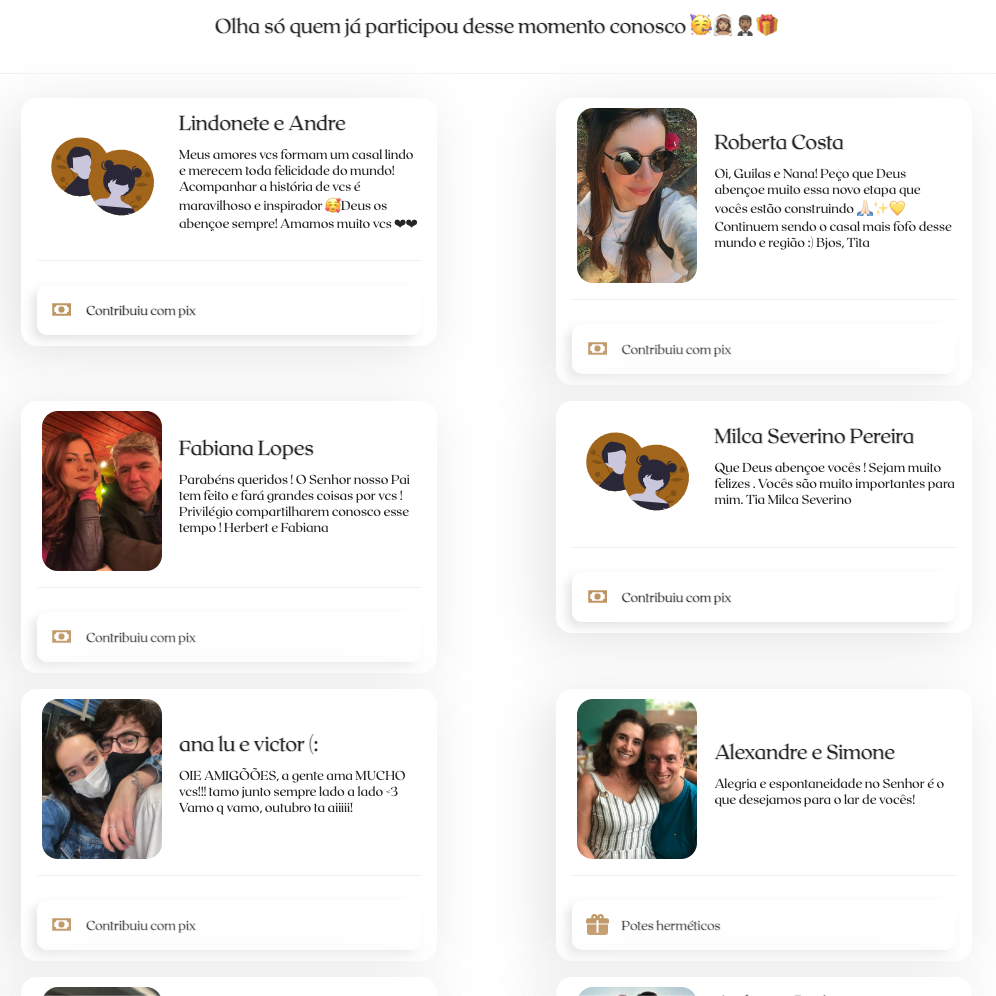 Olha só quem já participou desse momento conosco 🥳👰🏽🤵🏾🎁
Lindonete e Andre
Meus amores vcs formam um casal lindo
e merecem toda felicidade do mundo!
Acompanhar a história de vcs é
maravilhoso e inspirador 🥰Deus os
abençoe sempre! Amamos muito vcs ❤❤
Contribuiu com pix
Roberta Costa
Oi, Guilas e Nana! Peço que Deus
abençoe muito essa novo etapa que
vocês estão construindo 🙏🏻✨💛
Continuem sendo o casal mais fofo desse
mundo e região :) Bjos, Tita
Contribuiu com pix
Fabiana Lopes
Parabéns queridos ! O Senhor nosso Pai
tem feito e fará grandes coisas por vcs !
Privilégio compartilharem conosco esse
tempo ! Herbert e Fabiana
Contribuiu com pix
Milca Severino Pereira
Que Deus abençoe vocês ! Sejam muito
felizes . Vocês são muito importantes para
mim. Tia Milca Severino
Contribuiu com pix
ana lu e victor (:
OIE AMIGÕÕES, a gente ama MUCHO
vcs!!! tamo junto sempre lado a lado <3
Vamo q vamo, outubro ta aiiiii!
Contribuiu com pix
Alexandre e Simone
Alegria e espontaneidade no Senhor é o
que desejamos para o lar de vocês!
Potes herméticos